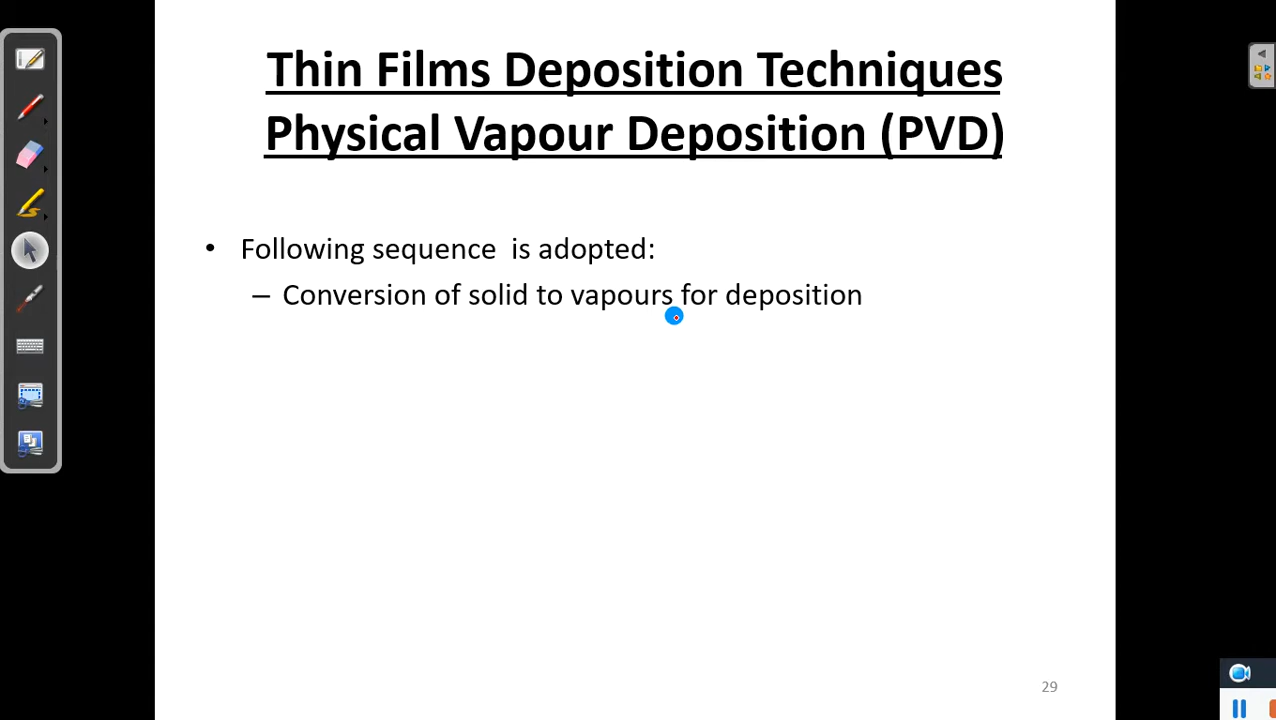 Thin Films Deposition Techniques
Physical Vapour Deposition (PVD)
• Following sequence  is adopted:
– Conversion of solid to vapours for deposition
29